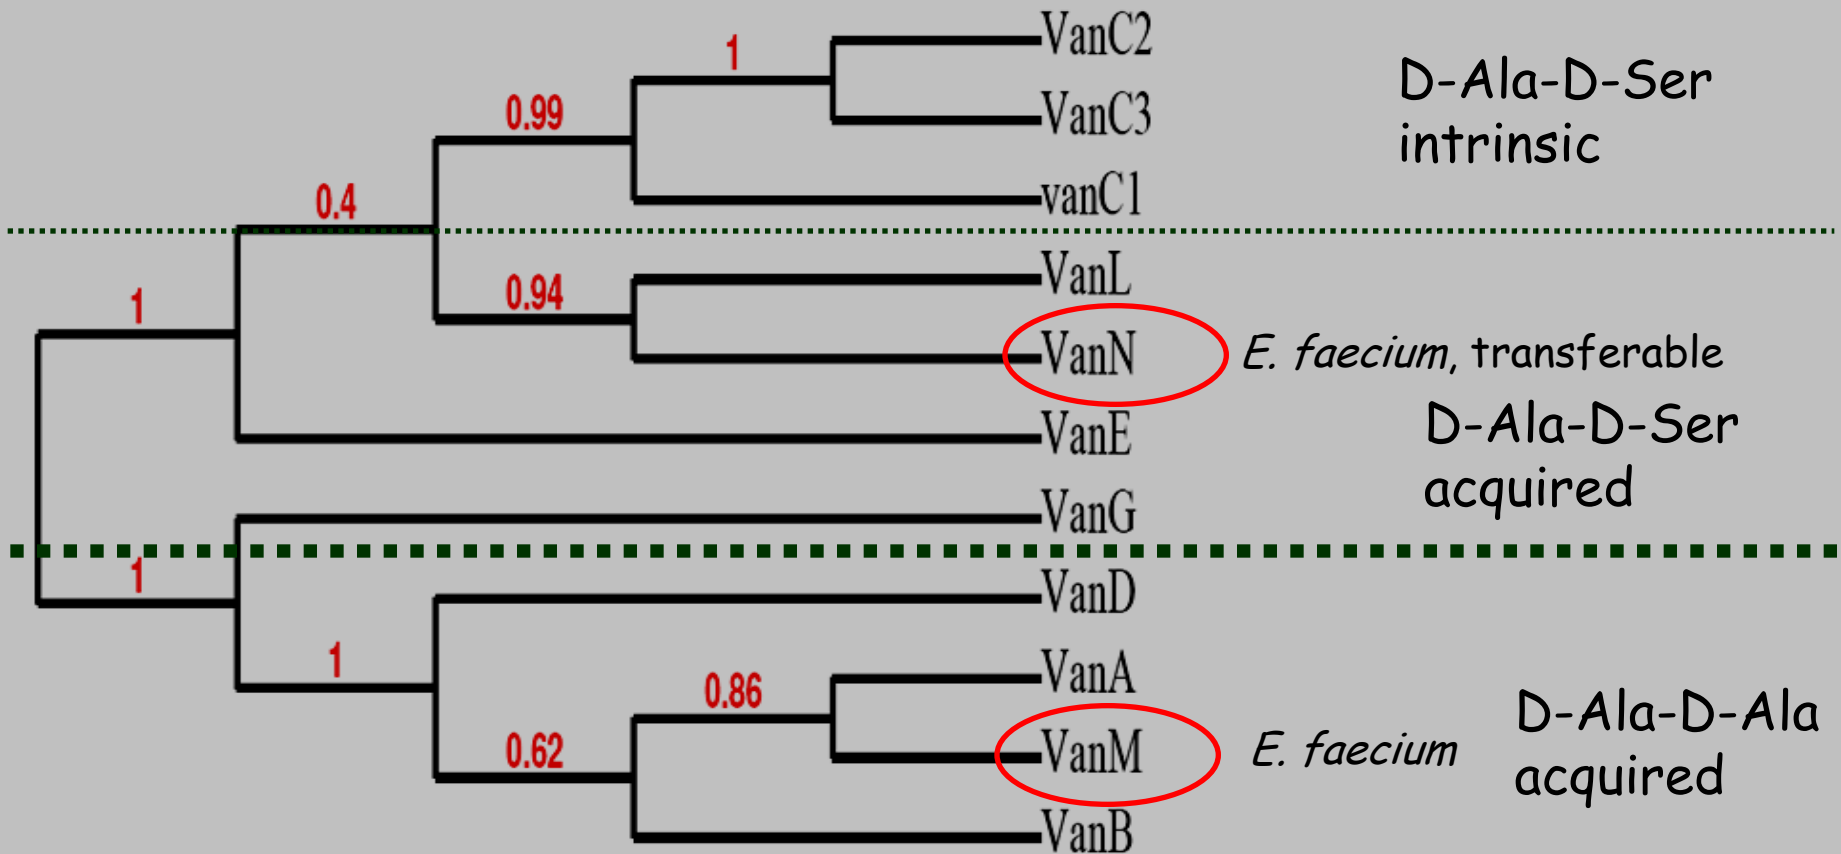 VanC2
1
D-Ala-D-Ser
intrinsic
0.99
VanC3
0.4
vanC1
VanL
0.94
1
VanN
E. faecium, transferable
D-Ala-D-Ser
acquired
VanE
VanG
1
VanD
1
VanA
0.86
D-Ala-D-Ala
acquired
0.62
VanM
E. faecium
VanB